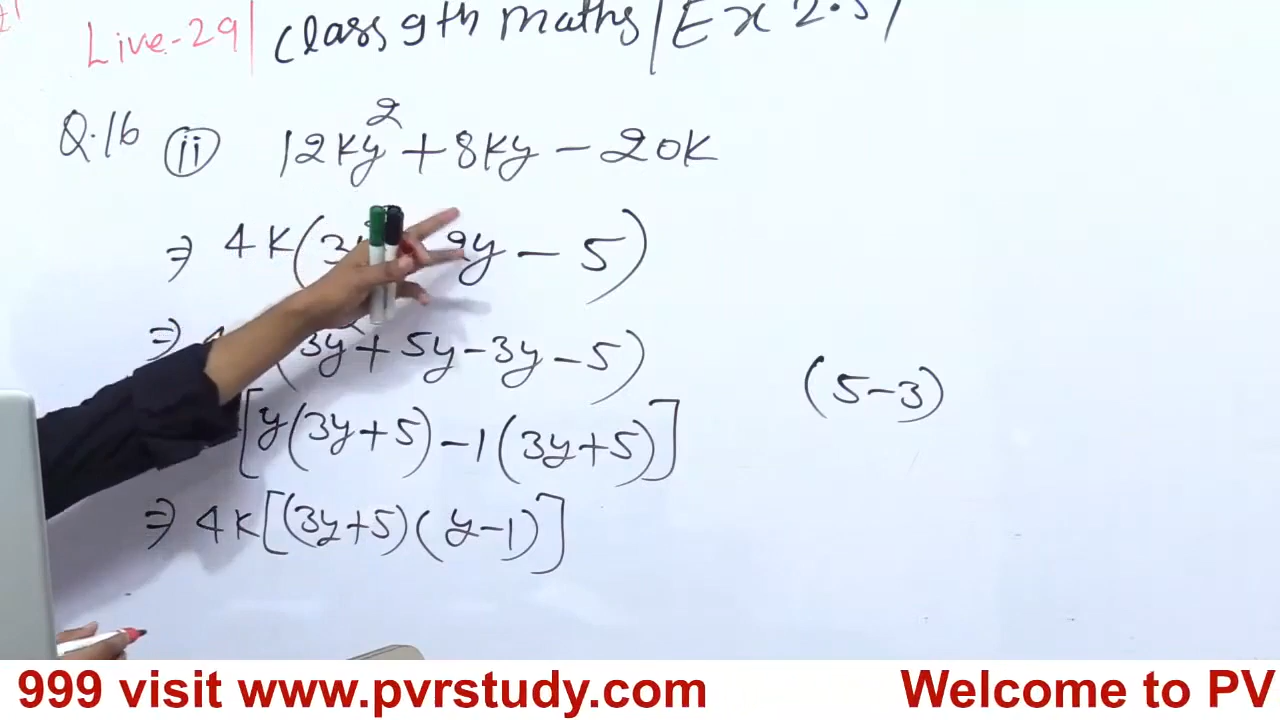 Live-29| Class 9th Maths | Ex 2.5 |
Q.16 (ii) 12Ky² + 8Ky - 20K
⇒ 4K(3y - 5)
⇒ (3y² + 5y - 3y - 5)
(5-3)
[y(3y+5) - 1(3y+5)]
⇒ 4K[(3y+5)(y-1)]
999 visit www.pvrstudy.com Welcome to PV